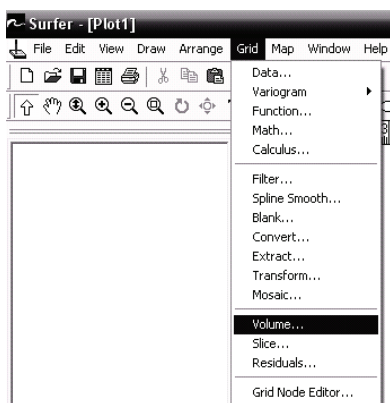 Surfer - [Plot1]
File Edit View Draw Arrange Grid Map Window Help
Data...
Variogram
Function...
Math...
Calculus...
Filter...
Spline Smooth...
Blank...
Convert...
Extract...
Transform...
Mosaic...
Volume...
Slice...
Residuals...
Grid Node Editor...